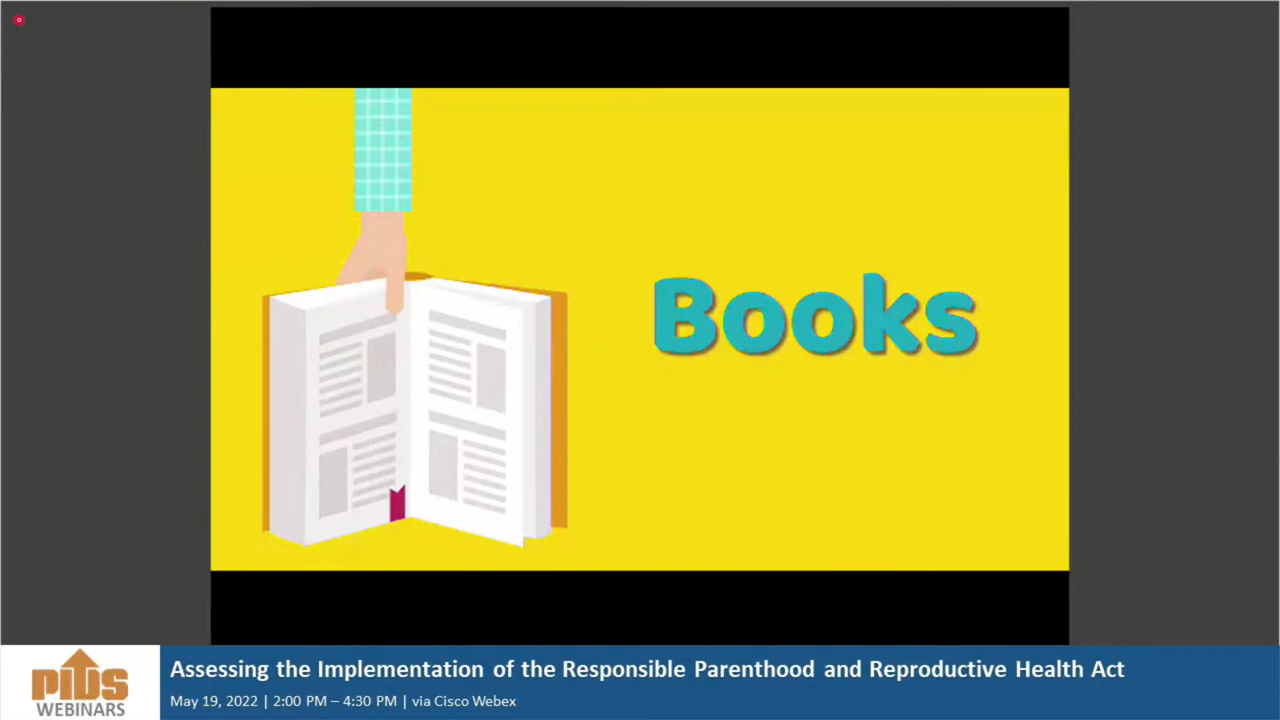 Books
PIDS
WEBINARS
Assessing the Implementation of the Responsible Parenthood and Reproductive Health Act
May 19, 2022 | 2:00 PM – 4:30 PM | via Cisco Webex